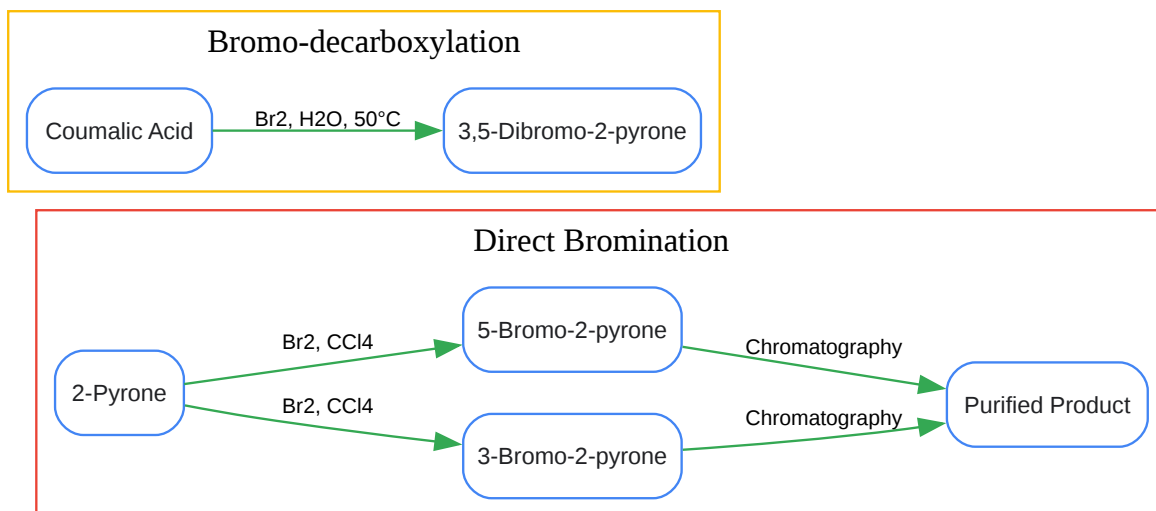 Bromo-decarboxylation
Coumalic Acid
Br2, H2O, 50°C
3,5-Dibromo-2-pyrone
Direct Bromination
2-Pyrone
Br2, CCl4
5-Bromo-2-pyrone
Chromatography
Br2, CCl4
3-Bromo-2-pyrone
Chromatography
Purified Product